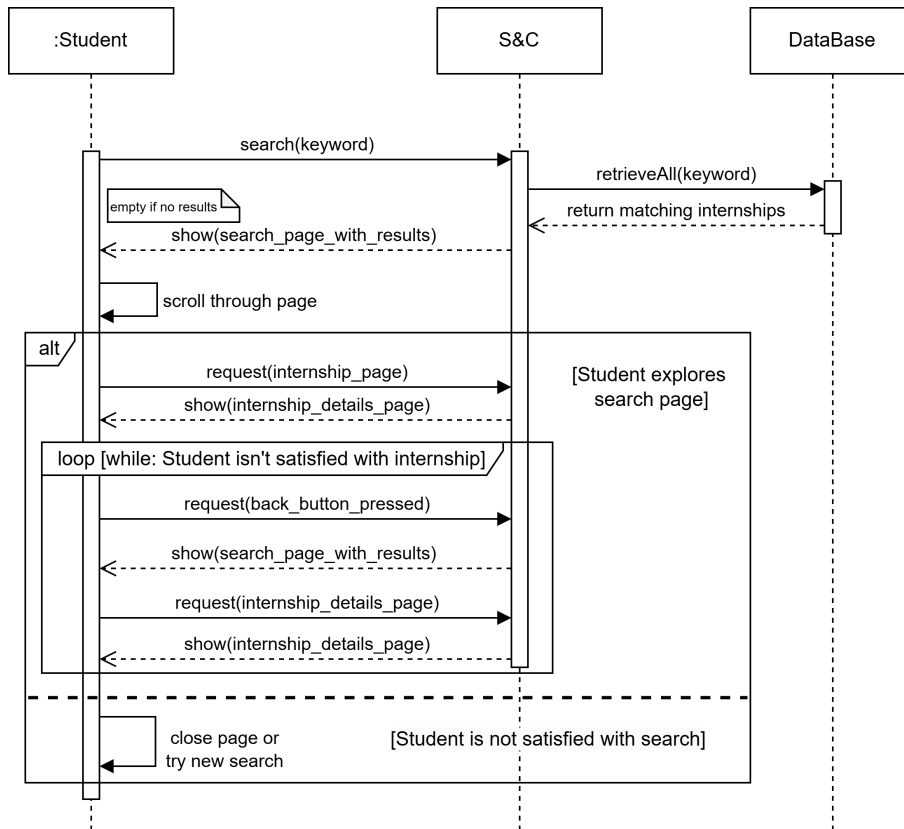 :Student
S&C
DataBase
search(keyword)
retrieveAll(keyword)
empty if no results
return matching internships
show(search_page_with_results)
scroll through page
alt
request(internship_page)
[Student explores
search page]
show(internship_details_page)
loop [while: Student isn't satisfied with internship]
request(back_button_pressed)
show(search_page_with_results)
request(internship_details_page)
show(internship_details_page)
close page or
try new search
[Student is not satisfied with search]